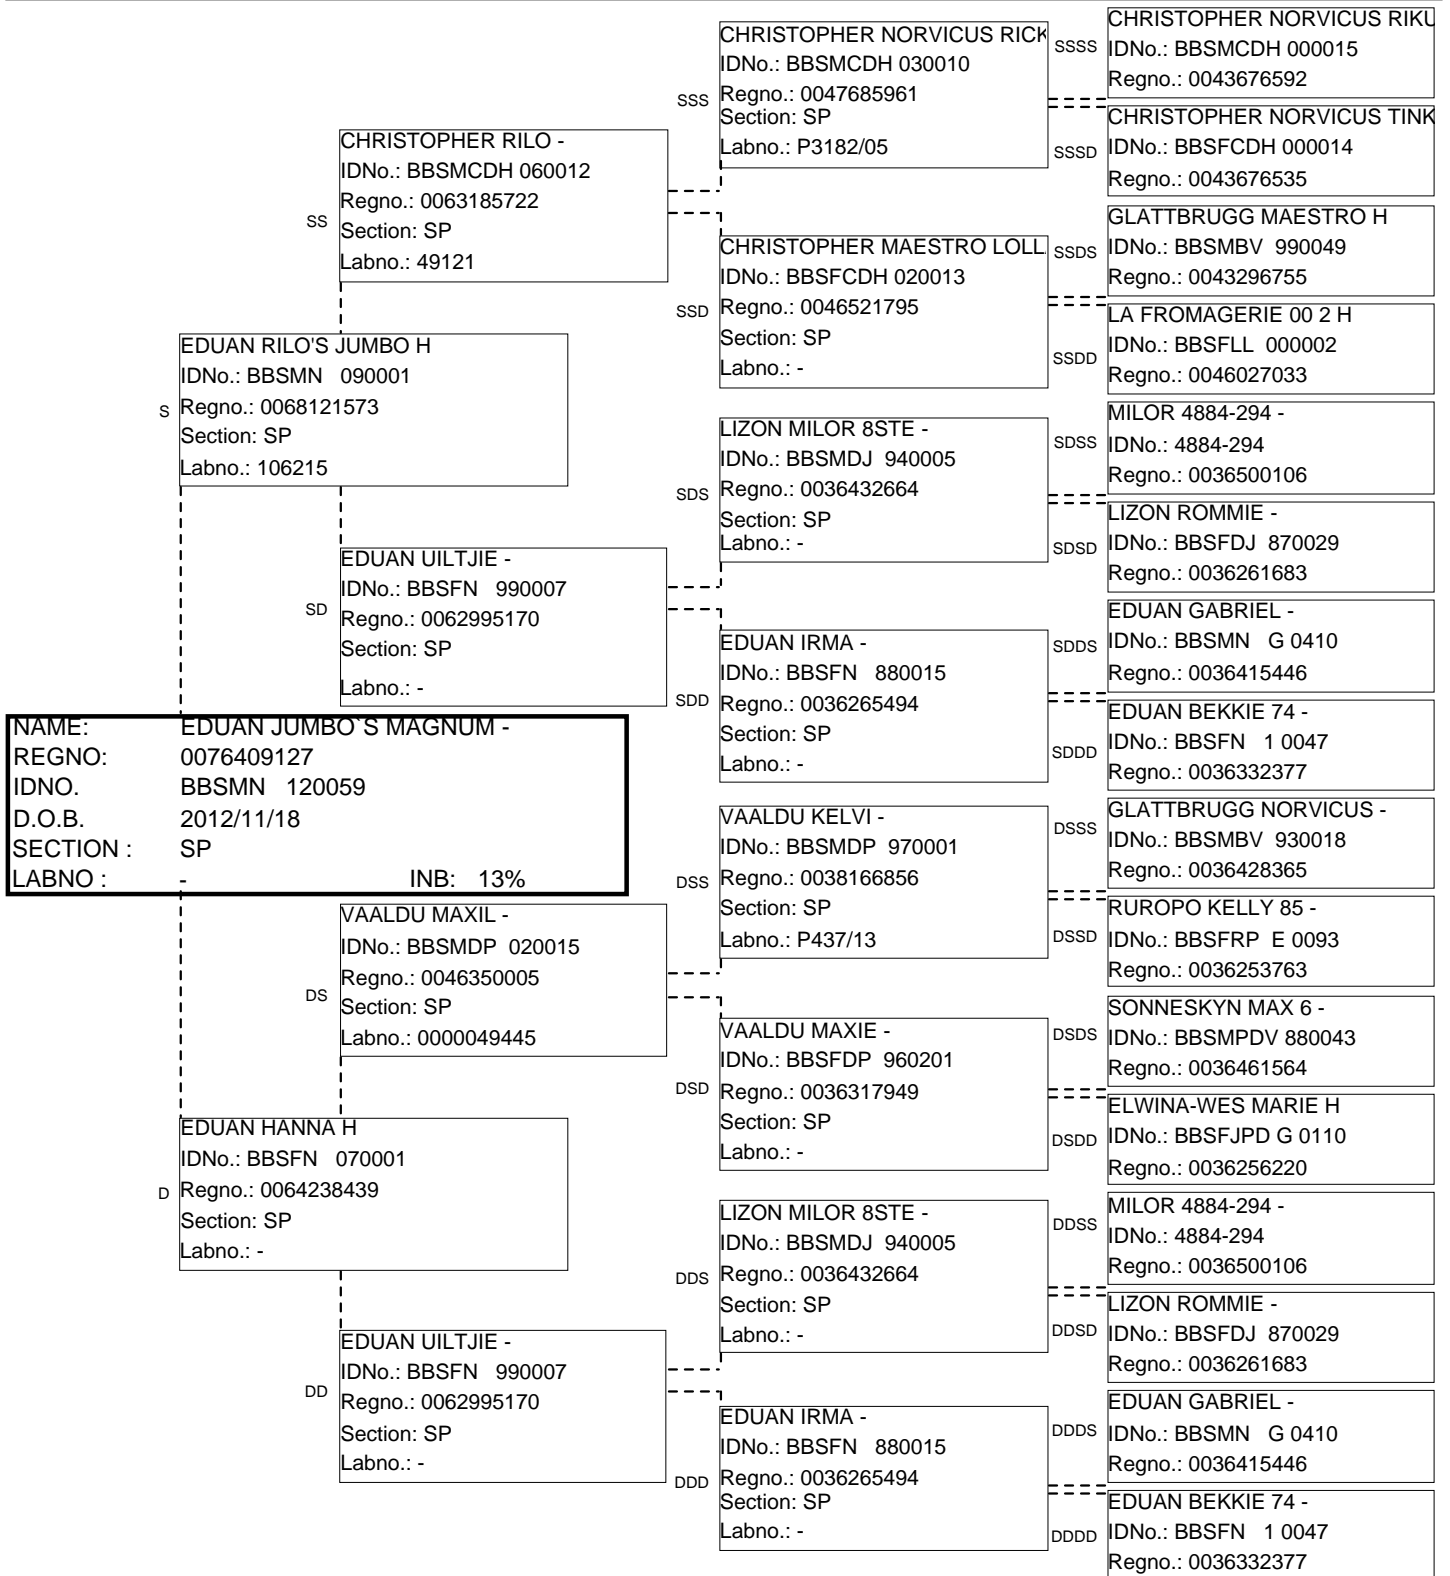 CHRISTOPHER NORVICUS RIKU
SSSS IDNo.: BBSMCDH 000015
Regno.: 0043676592
CHRISTOPHER NORVICUS RICK
IDNo.: BBSMCDH 030010
SSS Regno.: 0047685961
Section: SP
Labno.: P3182/05
CHRISTOPHER NORVICUS TINK
SSSD IDNo.: BBSFCDH 000014
Regno.: 0043676535
CHRISTOPHER RILO -
IDNo.: BBSMCDH 060012
Regno.: 0063185722
SS Section: SP
Labno.: 49121
GLATTBRUGG MAESTRO H
SSDS IDNo.: BBSMBV 990049
Regno.: 0043296755
CHRISTOPHER MAESTRO LOLL
IDNo.: BBSFCDH 020013
SSD Regno.: 0046521795
Section: SP
Labno.: -
LA FROMAGERIE 00 2 H
SSDD IDNo.: BBSFLL 000002
Regno.: 0046027033
EDUAN RILO'S JUMBO H
IDNo.: BBSMN 090001
S Regno.: 0068121573
Section: SP
Labno.: 106215
MILOR 4884-294 -
SDSS IDNo.: 4884-294
Regno.: 0036500106
LIZON MILOR 8STE -
IDNo.: BBSMDJ 940005
SDS Regno.: 0036432664
Section: SP
Labno.: -
LIZON ROMMIE -
SDSD IDNo.: BBSFDJ 870029
Regno.: 0036261683
EDUAN UILTJIE -
IDNo.: BBSFN 990007
SD Regno.: 0062995170
Section: SP
Labno.: -
EDUAN GABRIEL -
SDDS IDNo.: BBSMN G 0410
Regno.: 0036415446
EDUAN IRMA -
IDNo.: BBSFN 880015
SDD Regno.: 0036265494
Section: SP
Labno.: -
EDUAN BEKKIE 74 -
SDDD IDNo.: BBSFN 1 0047
Regno.: 0036332377
NAME: EDUAN JUMBO`S MAGNUM -
REGNO: 0076409127
IDNO. BBSMN 120059
D.O.B. 2012/11/18
SECTION : SP
LABNO : - INB: 13%
GLATTBRUGG NORVICUS -
DSSS IDNo.: BBSMBV 930018
Regno.: 0036428365
VAALDU KELVI -
IDNo.: BBSMDP 970001
DSS Regno.: 0038166856
Section: SP
Labno.: P437/13
RUROPO KELLY 85 -
DSSD IDNo.: BBSFRP E 0093
Regno.: 0036253763
VAALDU MAXIL -
IDNo.: BBSMDP 020015
Regno.: 0046350005
DS Section: SP
Labno.: 0000049445
SONNESKYN MAX 6 -
DSDS IDNo.: BBSMPDV 880043
Regno.: 0036461564
VAALDU MAXIE -
IDNo.: BBSFDP 960201
DSD Regno.: 0036317949
Section: SP
Labno.: -
ELWINA-WES MARIE H
DSDD IDNo.: BBSFJPD G 0110
Regno.: 0036256220
EDUAN HANNA H
IDNo.: BBSFN 070001
D Regno.: 0064238439
Section: SP
Labno.: -
MILOR 4884-294 -
DDSS IDNo.: 4884-294
Regno.: 0036500106
LIZON MILOR 8STE -
IDNo.: BBSMDJ 940005
DDS Regno.: 0036432664
Section: SP
Labno.: -
LIZON ROMMIE -
DDSD IDNo.: BBSFDJ 870029
Regno.: 0036261683
EDUAN UILTJIE -
IDNo.: BBSFN 990007
DD Regno.: 0062995170
Section: SP
Labno.: -
EDUAN GABRIEL -
DDDS IDNo.: BBSMN G 0410
Regno.: 0036415446
EDUAN IRMA -
IDNo.: BBSFN 880015
DDD Regno.: 0036265494
Section: SP
Labno.: -
EDUAN BEKKIE 74 -
DDDD IDNo.: BBSFN 1 0047
Regno.: 0036332377